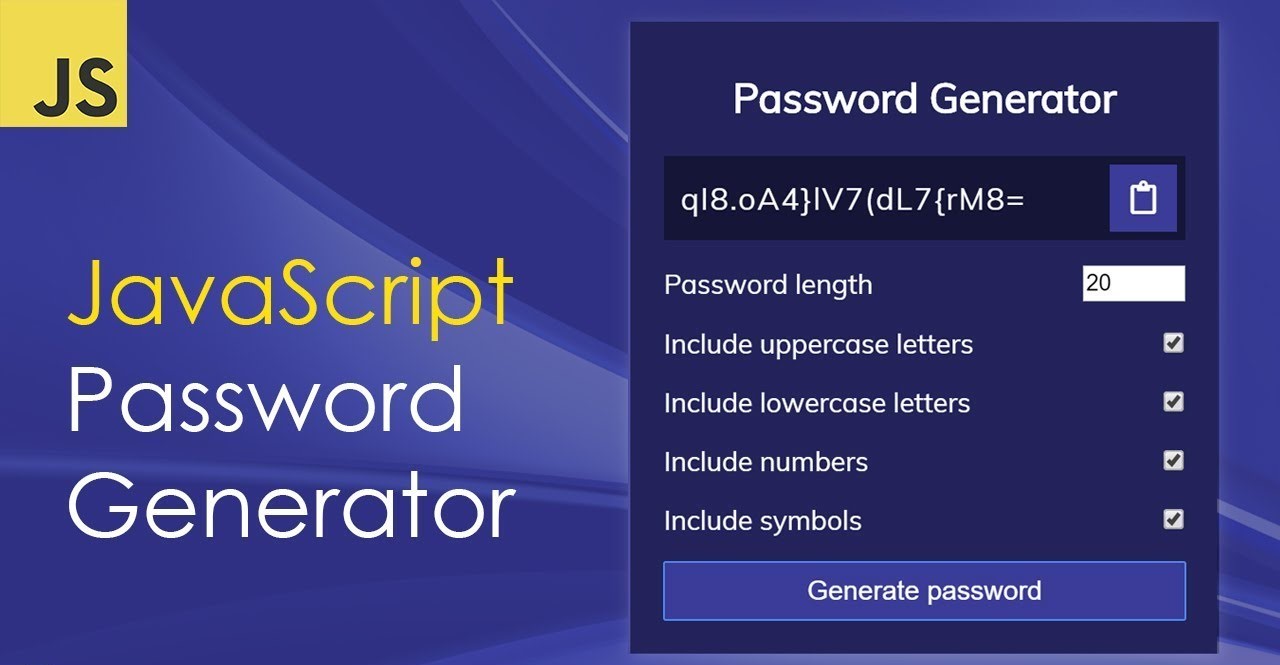 JS
JavaScript
Password
Generator
Password Generator
qI8.oA4}lV7(dL7{rM8=
Password length 20
Include uppercase letters
Include lowercase letters
Include numbers
Include symbols
Generate password